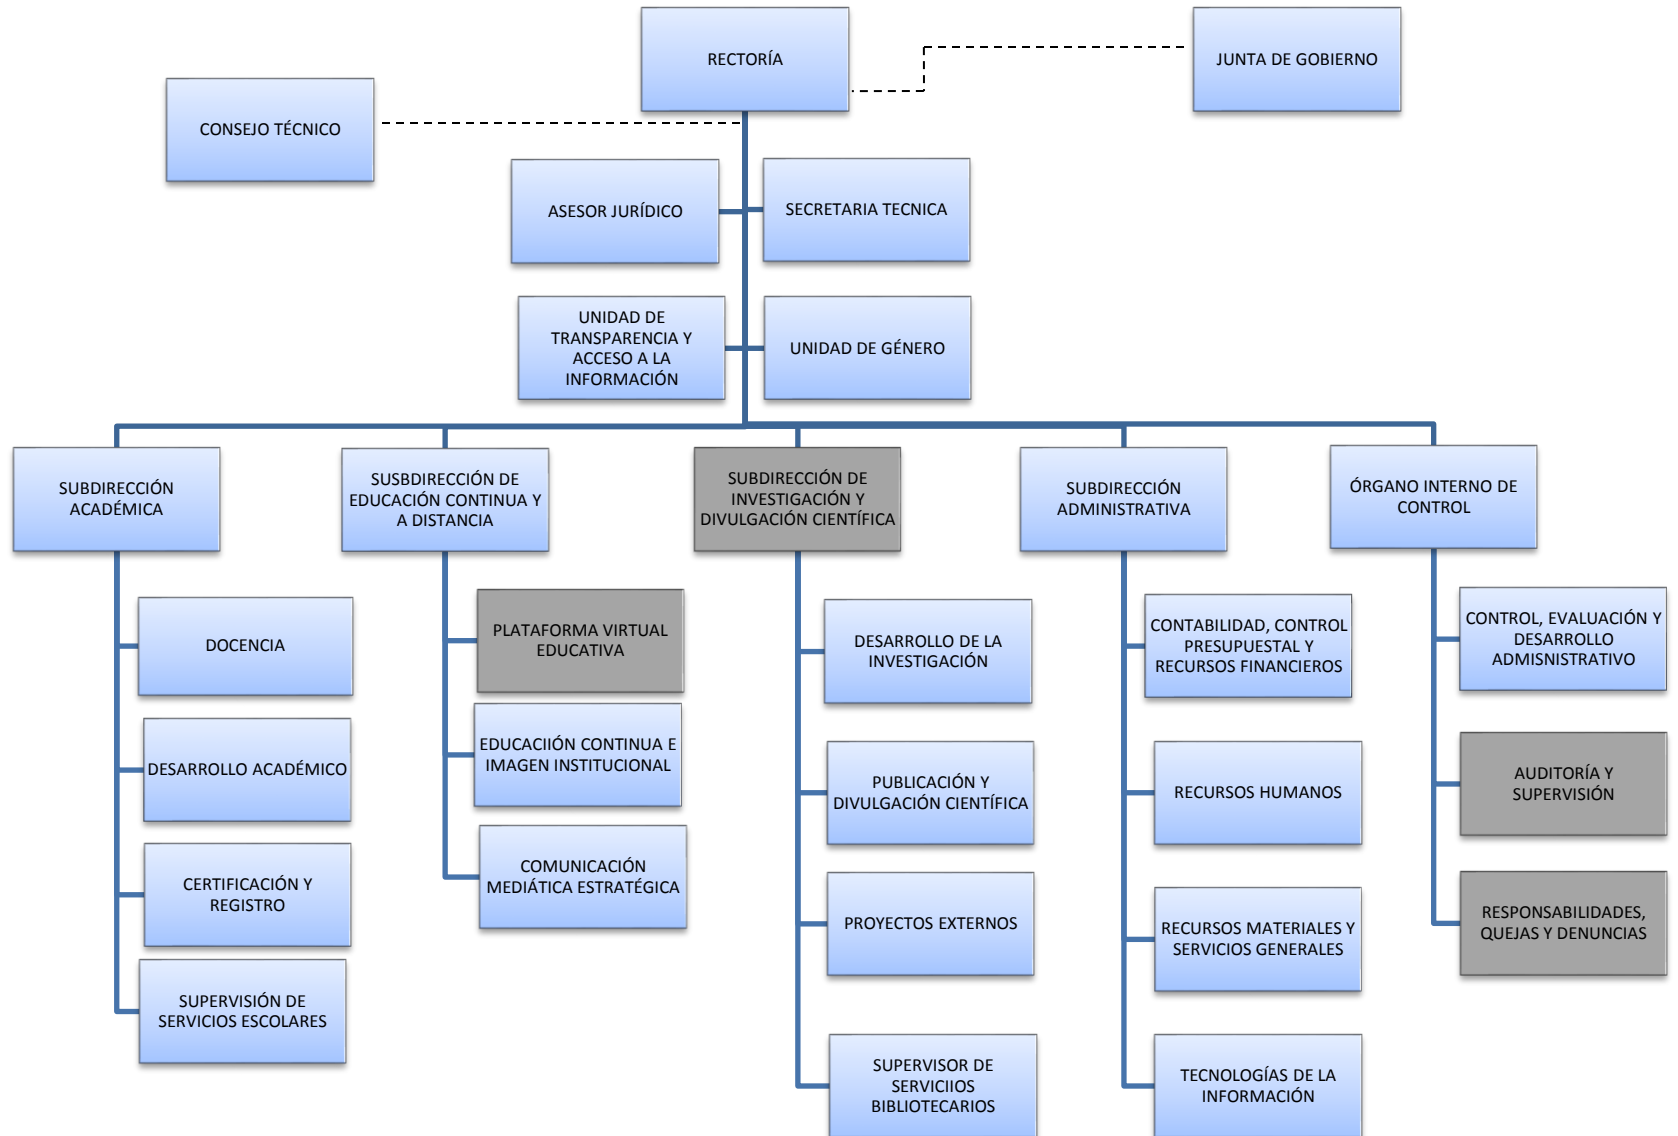 RECTORÍA
JUNTA DE GOBIERNO
CONSEJO TÉCNICO
ASESOR JURÍDICO
SECRETARIA TECNICA
UNIDAD DE
TRANSPARENCIA Y
ACCESO A LA
INFORMACIÓN
UNIDAD DE GÉNERO
SUBDIRECCIÓN
ACADÉMICA
SUSBDIRECCIÓN DE
EDUCACIÓN CONTINUA Y
A DISTANCIA
SUBDIRECCIÓN DE
INVESTIGACIÓN Y
DIVULGACIÓN CIENTÍFICA
SUBDIRECCIÓN
ADMINISTRATIVA
ÓRGANO INTERNO DE
CONTROL
DOCENCIA
DESARROLLO ACADÉMICO
CERTIFICACIÓN Y
REGISTRO
SUPERVISIÓN DE
SERVICIOS ESCOLARES
PLATAFORMA VIRTUAL
EDUCATIVA
EDUCACIIÓN CONTINUA E
IMAGEN INSTITUCIONAL
COMUNICACIÓN
MEDIÁTICA ESTRATÉGICA
DESARROLLO DE LA
INVESTIGACIÓN
PUBLICACIÓN Y
DIVULGACIÓN CIENTÍFICA
PROYECTOS EXTERNOS
SUPERVISOR DE
SERVICIIOS
BIBLIOTECARIOS
CONTABILIDAD, CONTROL
PRESUPUESTAL Y
RECURSOS FINANCIEROS
RECURSOS HUMANOS
RECURSOS MATERIALES Y
SERVICIOS GENERALES
TECNOLOGÍAS DE LA
INFORMACIÓN
CONTROL, EVALUACIÓN Y
DESARROLLO
ADMISNISTRATIVO
AUDITORÍA Y
SUPERVISIÓN
RESPONSABILIDADES,
QUEJAS Y DENUNCIAS